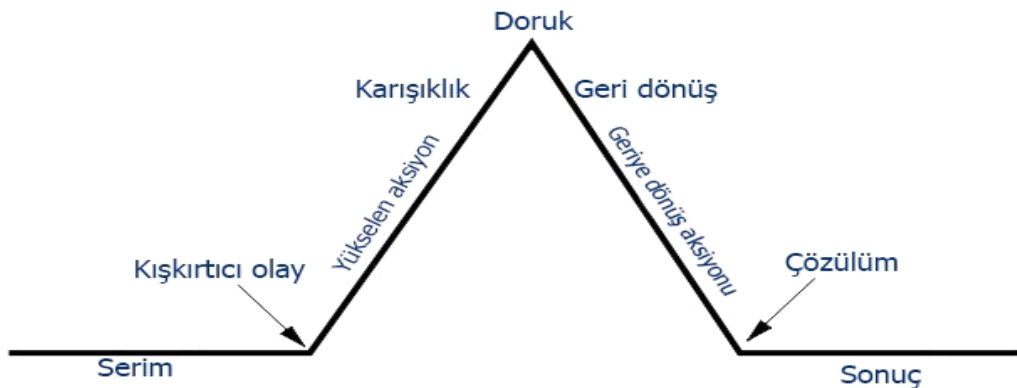 Doruk
Karışıklık
Geri dönüş
Yükselen aksiyon
Geriye dönüş aksiyonu
Kışkırtıcı olay
Çözülüm
Serim
Sonuç